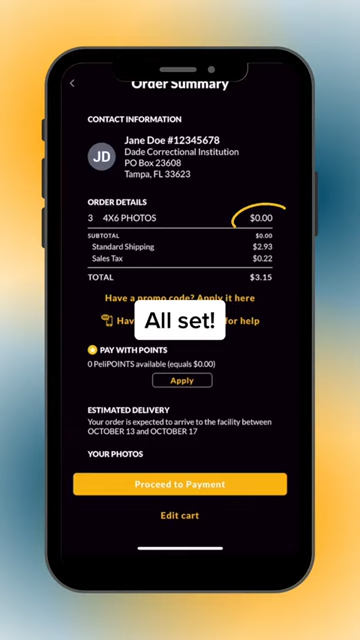 Order Summary
CONTACT INFORMATION
JD
Jane Doe #12345678
Dade Correctional Institution
PO Box 23608
Tampa, FL 33623
ORDER DETAILS
3 4X6 PHOTOS $0.00
SUBTOTAL $0.00
Standard Shipping $2.93
Sales Tax $0.22
TOTAL $3.15
Have a promo code? Apply it here
All set!
Hav for help
PAY WITH POINTS
0 PeliPOINTS available (equals $0.00)
Apply
ESTIMATED DELIVERY
Your order is expected to arrive to the facility between
OCTOBER 13 and OCTOBER 17
YOUR PHOTOS
Proceed to Payment
Edit cart